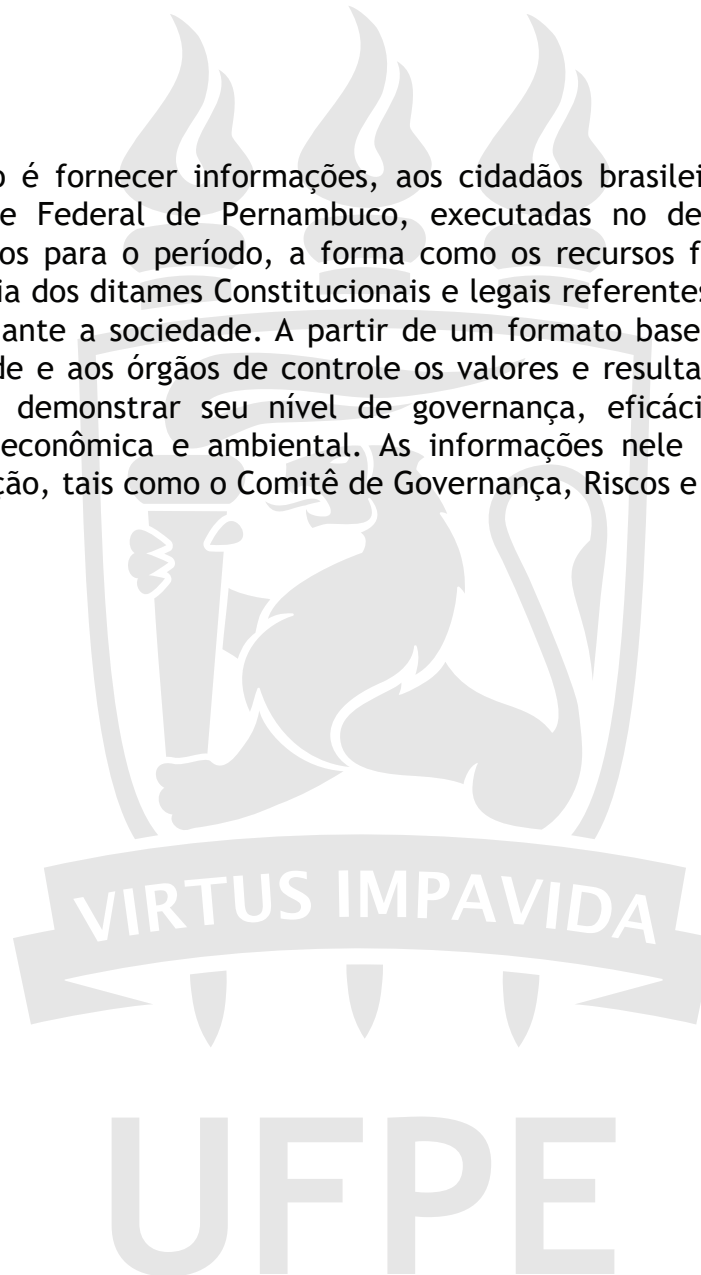 o é fornecer informações, aos cidadãos brasilei
e Federal de Pernambuco, executadas no de
os para o período, a forma como os recursos f
ia dos ditames Constitucionais e legais referentes
ante a sociedade. A partir de um formato base
de e aos órgãos de controle os valores e resulta
demonstrar seu nível de governança, eficáci
econômica e ambiental. As informações nele
ção, tais como o Comitê de Governança, Riscos e
VIRTUS IMPAVIDA
UFPE